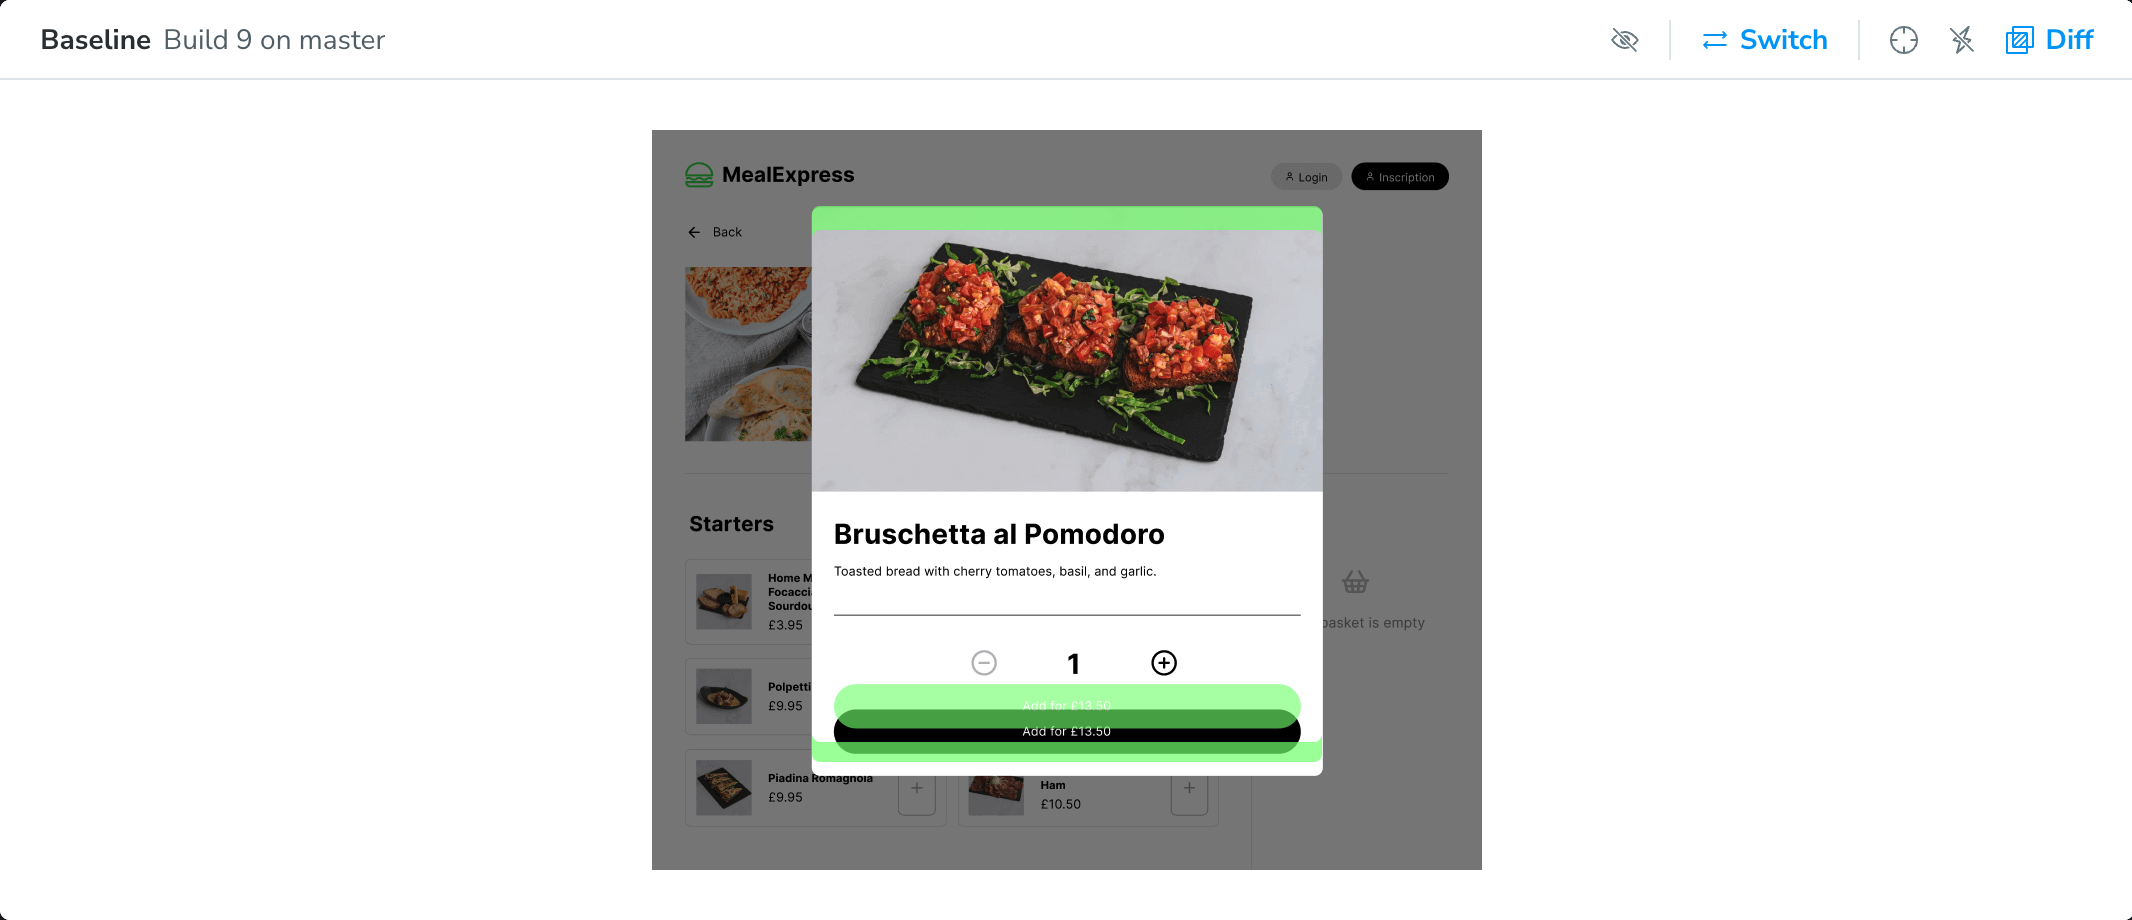 Baseline Build 9 on master
Switch
Diff
MealExpress
Login
Inscription
Back
Bruschetta al Pomodoro
Toasted bread with cherry tomatoes, basil, and garlic.
1
Add for £13.50
Add for £13.50
Starters
Home M
Focacci
Sourdou
£3.95
Polpetti
£9.95
Piadina Romagnola
£9.95
Ham
£10.50
basket is empty